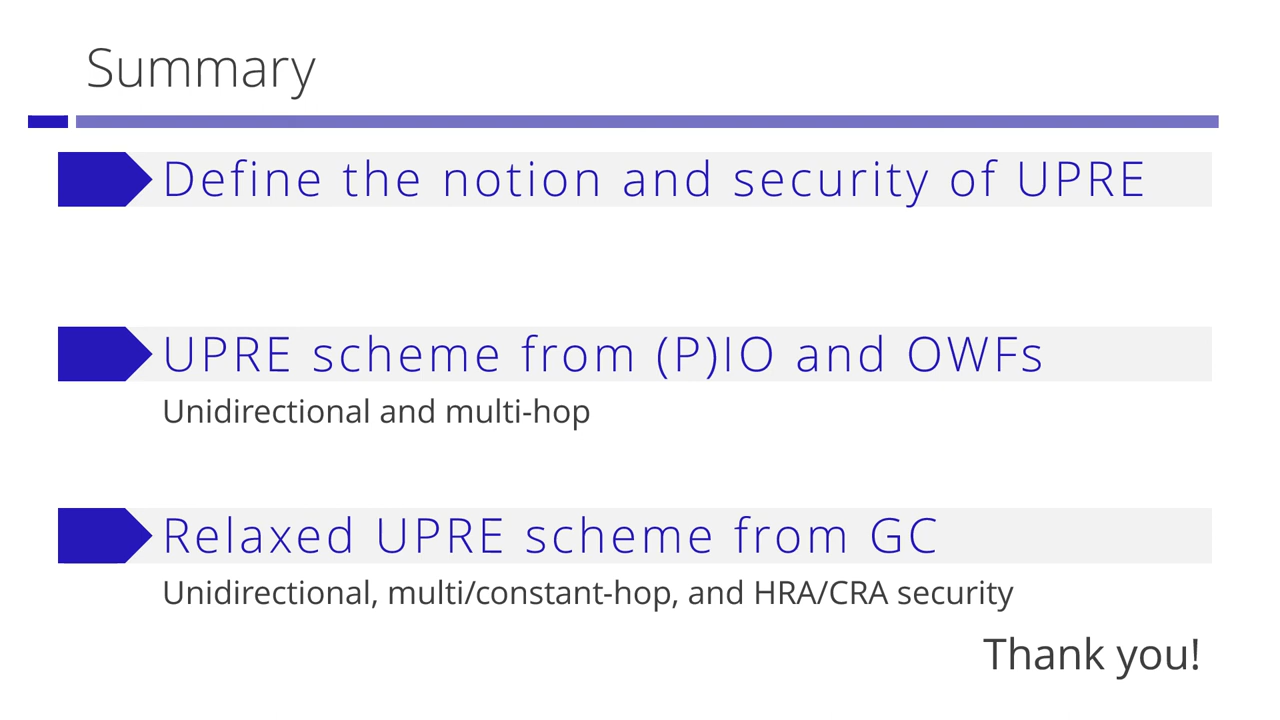 Summary
Define the notion and security of UPRE
UPRE scheme from (P)IO and OWFs
Unidirectional and multi-hop
Relaxed UPRE scheme from GC
Unidirectional, multi/constant-hop, and HRA/CRA security
Thank you!